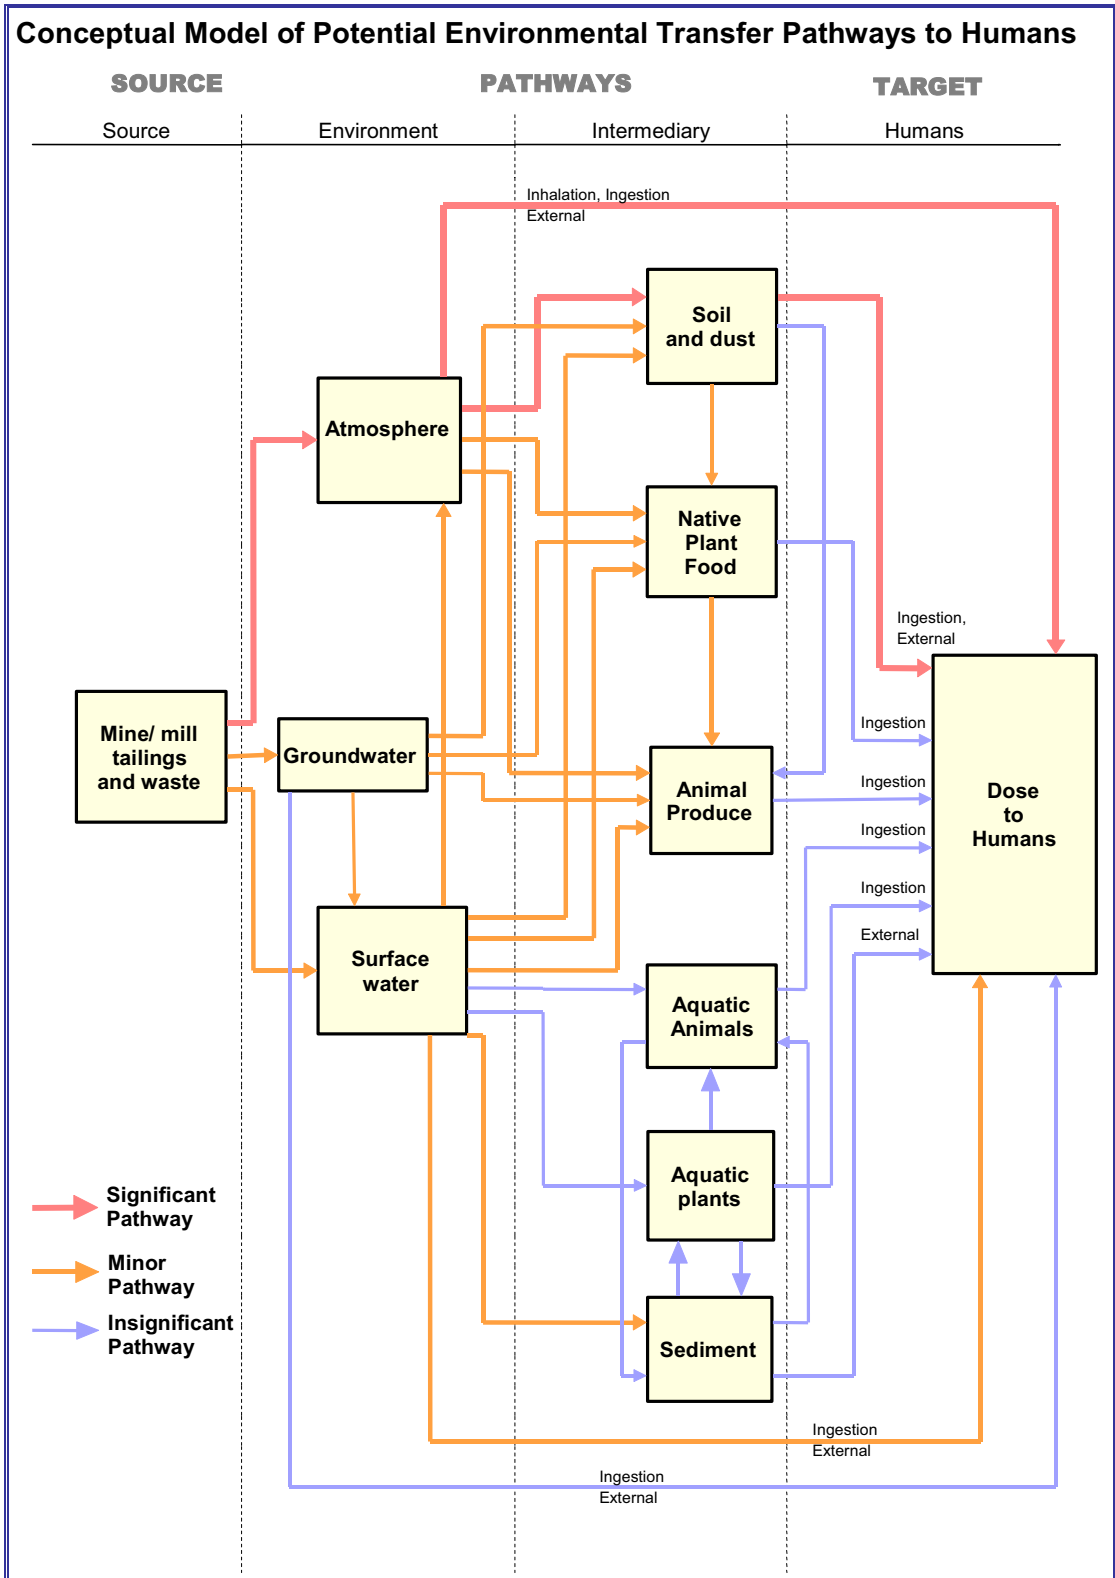 Conceptual Model of Potential Environmental Transfer Pathways to Humans
SOURCE
PATHWAYS
TARGET
Source
Environment
Intermediary
Humans
Inhalation, Ingestion
External
Soil
and dust
Atmosphere
Native
Plant
Food
Ingestion,
External
Mine/ mill
tailings
and waste
Groundwater
Ingestion
Animal
Produce
Ingestion
Dose
to
Humans
Ingestion
Ingestion
External
Surface
water
Aquatic
Animals
Aquatic
plants
Significant
Pathway
Minor
Pathway
Insignificant
Pathway
Sediment
Ingestion
External
Ingestion
External